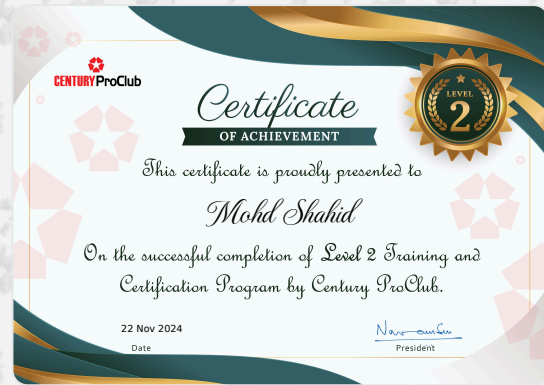 CENTURY ProClub
LEVEL
2
Certificate
OF ACHIEVEMENT
This certificate is proudly presented to
Mohd Shahid
On the successful completion of Level 2 Training and
Certification Program by Century ProClub.
22 Nov 2024
Date
President